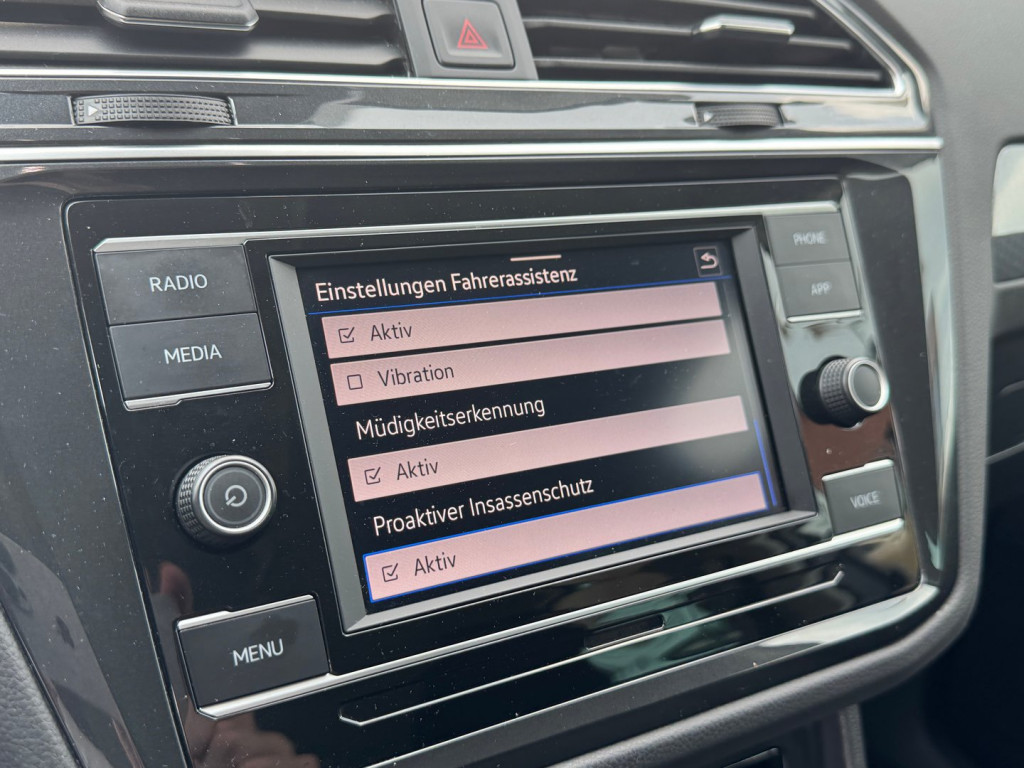 RADIO
MEDIA
MENU
Einstellungen Fahrerassistenz
Aktiv
Vibration
Müdigkeitserkennung
Aktiv
Proaktiver Insassenschutz
Aktiv
PHONE
APP
VOICE